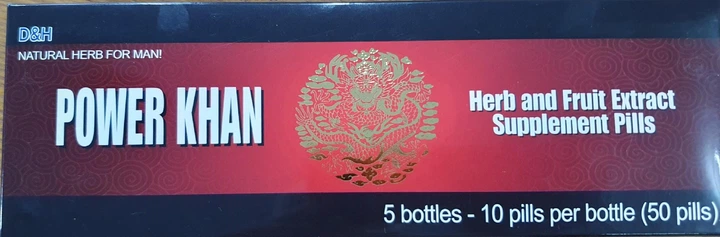 D&H
NATURAL HERB FOR MAN!
POWER KHAN
Herb and Fruit Extract
Supplement Pills
5 bottles - 10 pills per bottle (50 pills)